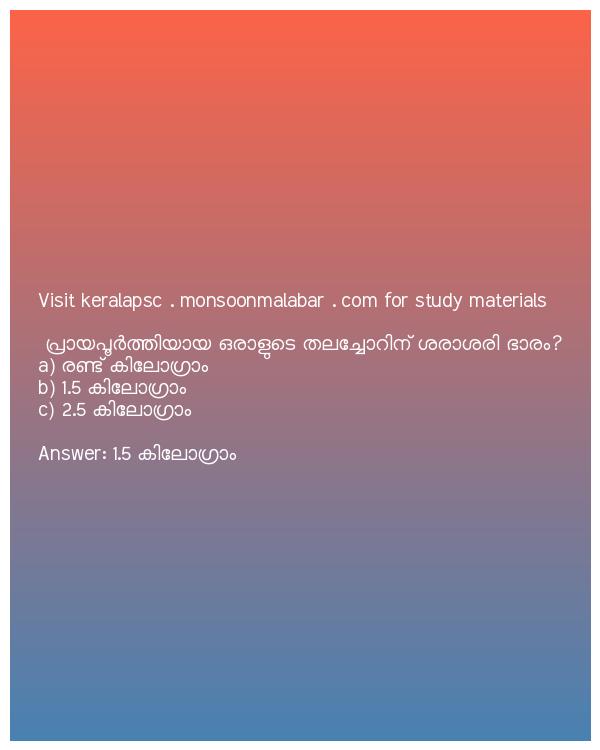 Visit keralapsc . monsoonmalabar . com for study materials
പ്രായപൂർത്തിയായ ഒരാളുടെ തലച്ചോറിന് ശരാശരി ഭാരം?
a) രണ്ട് കിലോഗ്രാം
b) 1.5 കിലോഗ്രാം
c) 2.5 കിലോഗ്രാം
Answer: 1.5 കിലോഗ്രാം